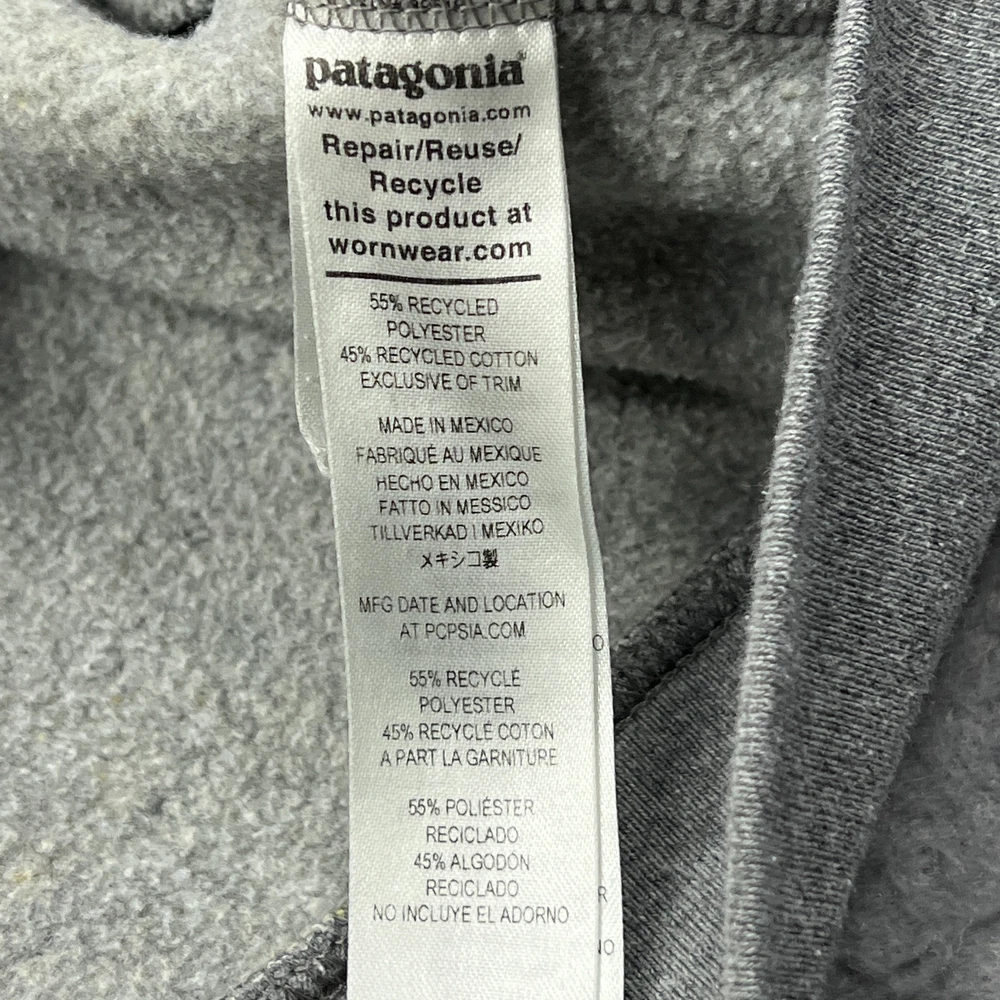 patagonia®
www.patagonia.com
Repair/Reuse/
Recycle
this product at
wornwear.com
55% RECYCLED
POLYESTER
45% RECYCLED COTTON
EXCLUSIVE OF TRIM
MADE IN MEXICO
FABRIQUÉ AU MEXIQUE
HECHO EN MEXICO
FATTO IN MESSICO
TILLVERKAD I MEXIKO
メキシコ製
MFG DATE AND LOCATION
AT PCPSIA.COM
55% RECYCLÉ
POLYESTER
45% RECYCLÉ COTON
A PART LA GARNITURE
55% POLIÉSTER
RECICLADO
45% ALGODÓN
RECICLADO
NO INCLUYE EL ADORNO